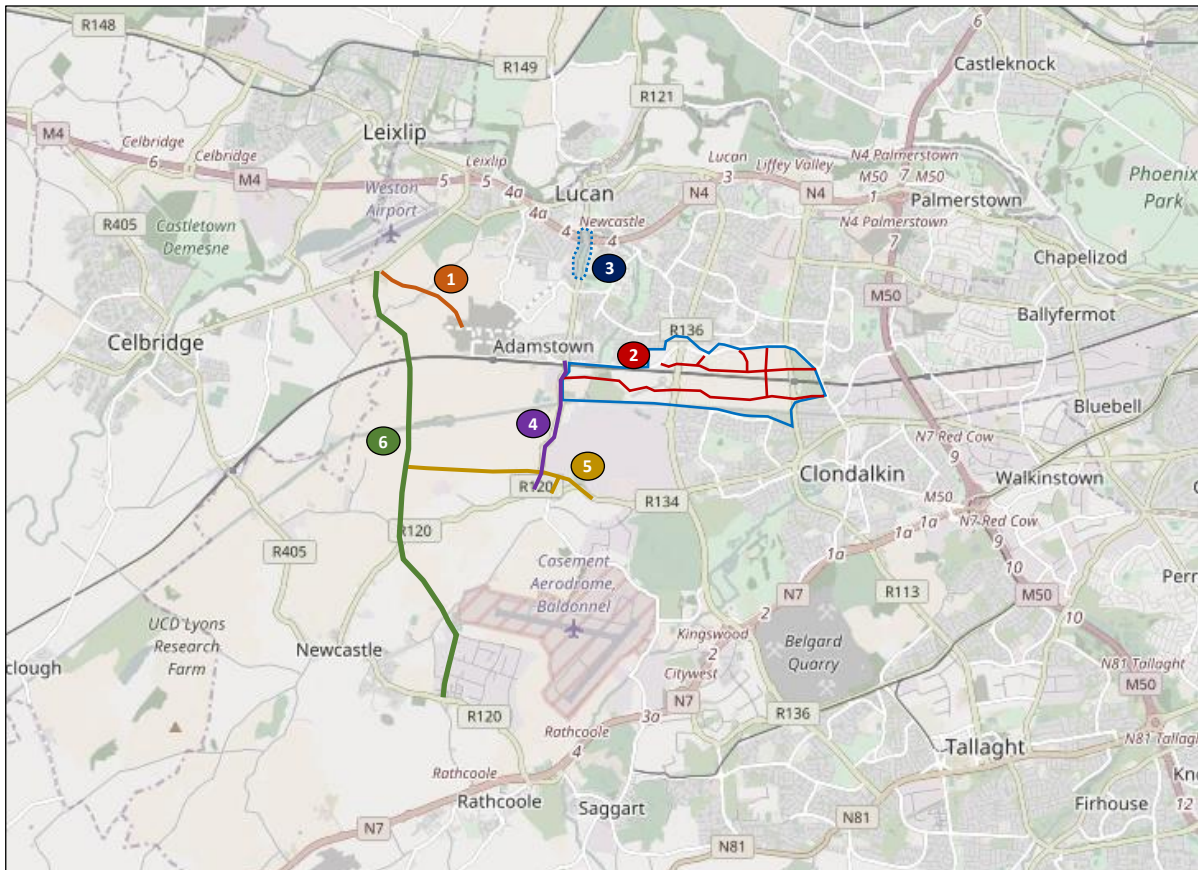 R148
R149
6
Castleknock
R121
Leixlip
M4
Celbridge
6
Celbridge
M4
Leixlip
5
5
4a
Lucan
3
Liffey Valley
N4 Palmerstown
M50
7
M50
Phoenix
Park
Weston
Airport
Lucan
N4
N4
1
Palmerstown
R405
Castletown
Demesne
4a
4
Newcastle
4
N4 Palmerstown
7
3
Chapelizod
1
M50
Ballyfermot
Celbridge
Adamstown
R136
2
Bluebell
6
4
N7 Red Cow
9
5
Clondalkin
Walkinstown
R120
R134
M50
1a
1a
N7 Red Cow
9
R405
R120
Casement
Aerodrome,
Baldonnel
1a
10
M50
10
N7
R113
Perr
UCD Lyons
Research
Farm
Newcastle
Kingswood
2
2
Belgard
Quarry
clough
Citywest
N7
N81 Tallaght
M50
R120
3a
R136
Rathcoole
4
Tallaght
N81 Tallagh
Rathcoole
Rathcoole
Saggart
Kn
Firhouse
12
N7
N81
N81